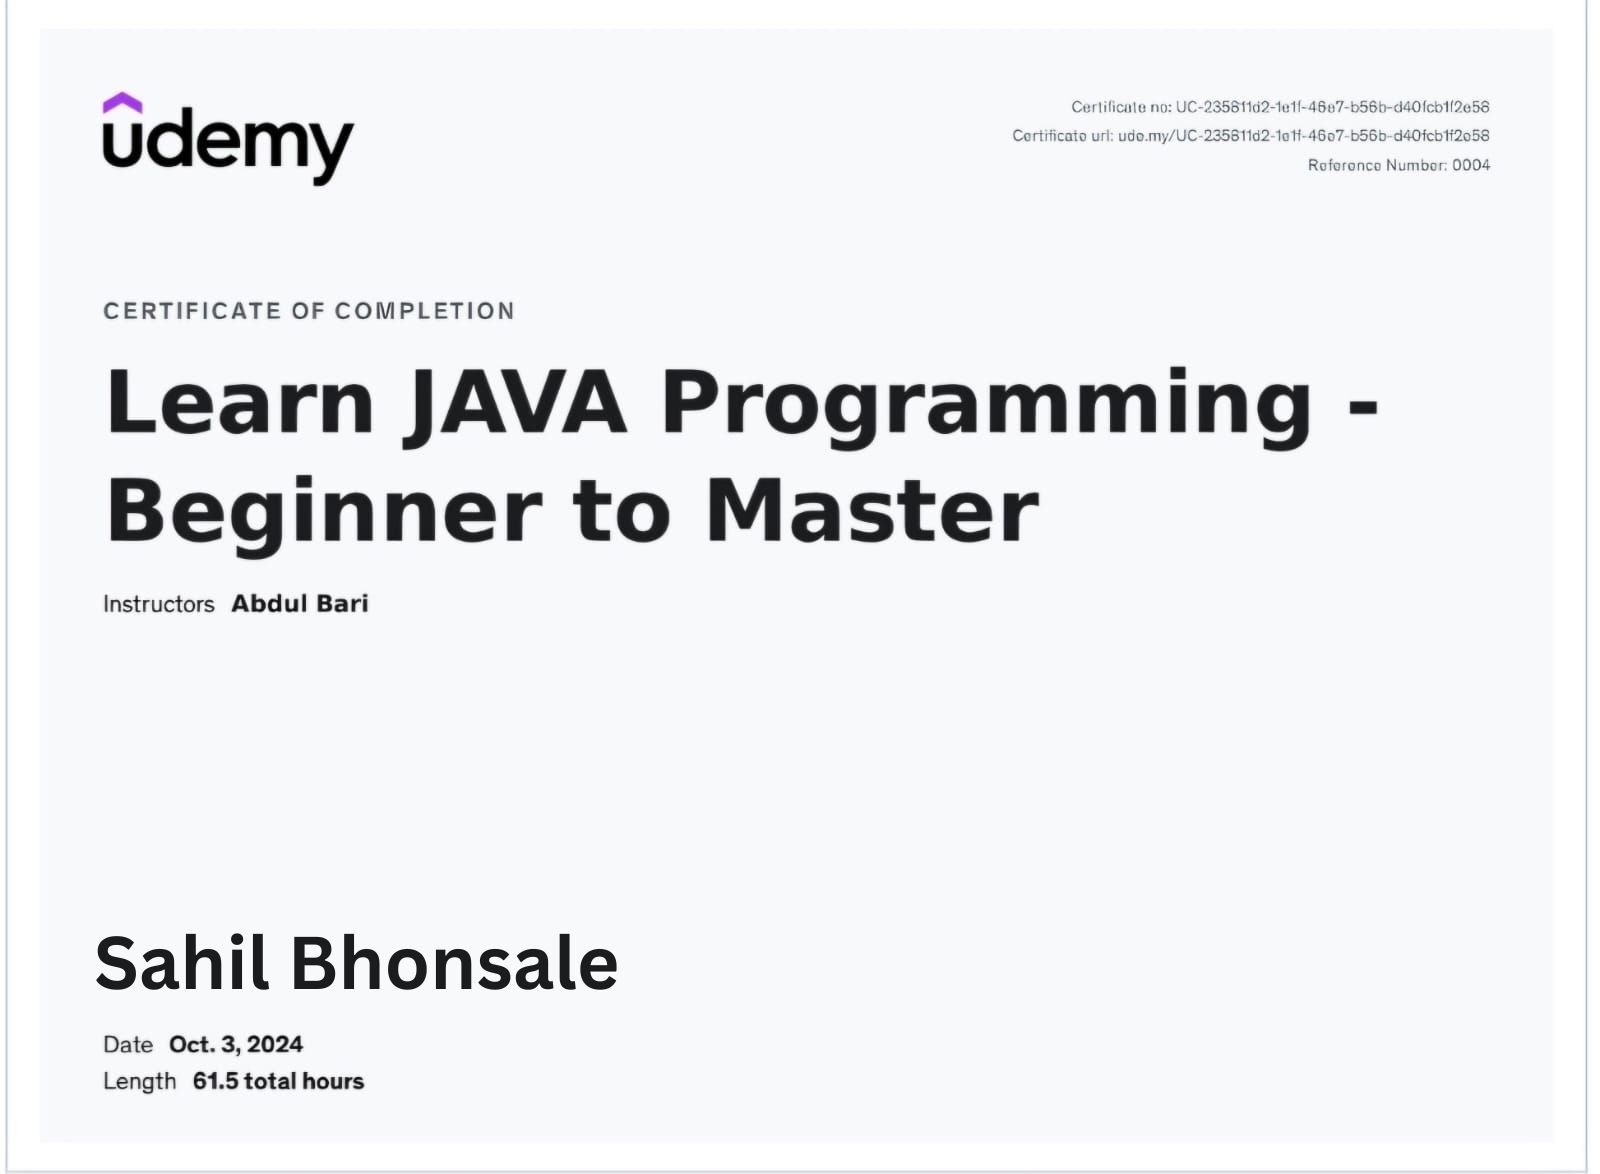 udemy
Certificate no: UC-235811d2-1e1f-46e7-b56b-d40fcb1f2e58
Certificate url: ude.my/UC-235811d2-1e1f-46e7-b56b-d40fcb1f2e58
Reference Number: 0004
CERTIFICATE OF COMPLETION
Learn JAVA Programming -
Beginner to Master
Instructors Abdul Bari
Sahil Bhonsale
Date Oct. 3, 2024
Length 61.5 total hours